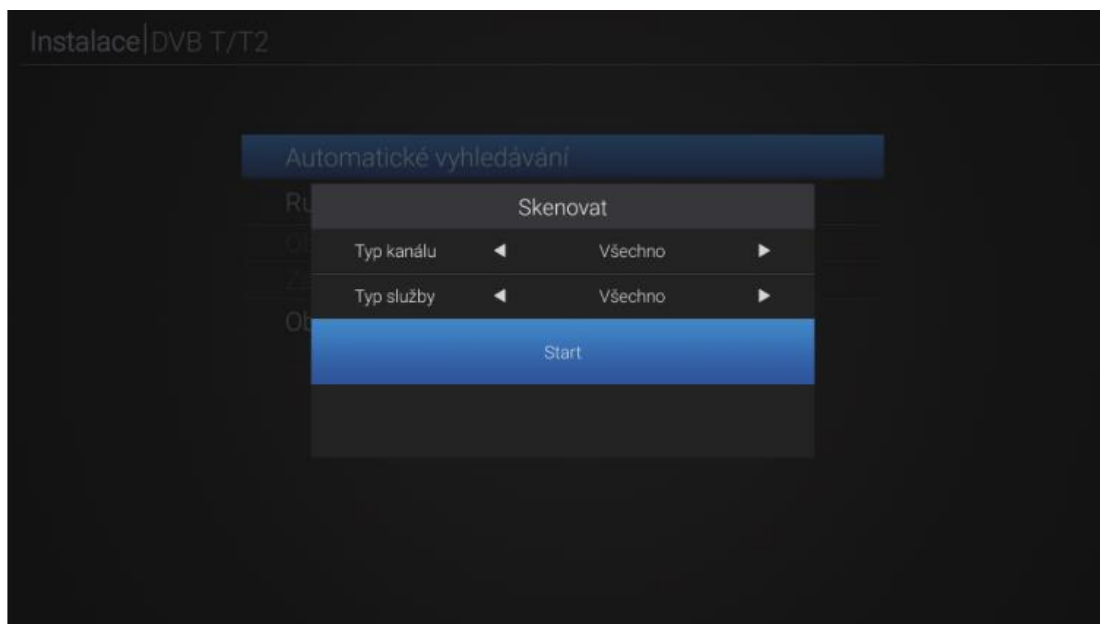 Instalace|DVB T/T2
Automatické vyhledávání
Skenovat
Typ kanálu Všechno
Typ služby Všechno
Start